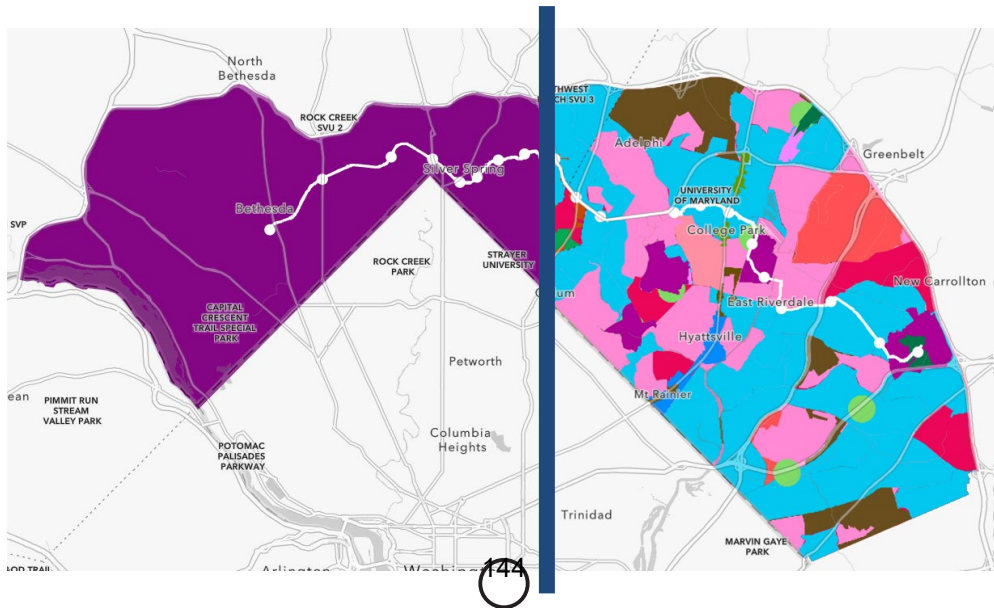 North
Bethesda
ROCK CREEK
SVU 2
Silver Spring
Bethesda
SVP
ROCK CREEK
PARK
STRAYER
UNIVERSITY
CAPITAL
CRESCENT
TRAIL SPECIAL
PARK
Petworth
PIMMIT RUN
STREAM
VALLEY PARK
POTOMAC
PALISADES
PARKWAY
Columbia
Heights
144
SVU 3
Adelphi
Greenbelt
UNIVERSITY
OF MARYLAND
College Park
New Carrollton
East Riverdale
Hyattsville
Mt Rainier
Trinidad
MARVIN GAYE
PARK